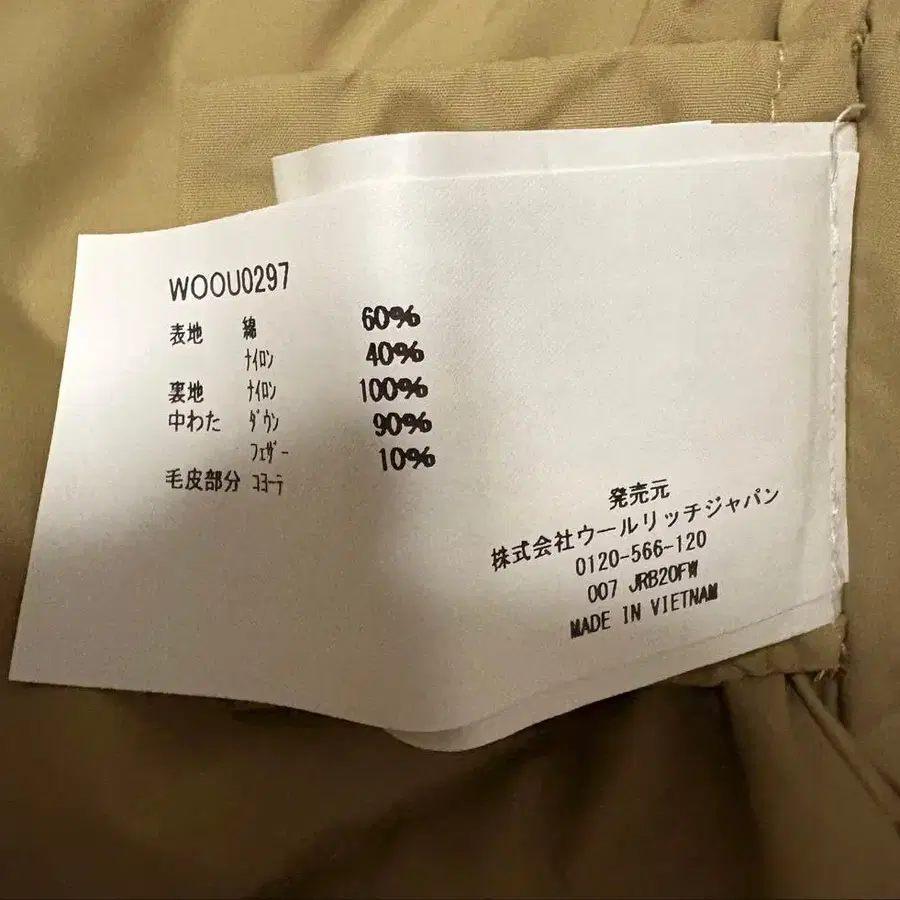 WOOU0297
表地 綿 60%
ﾅｲﾛﾝ 40%
裏地 ﾅｲﾛﾝ 100%
中わた ﾀﾞｳﾝ 90%
ﾌｪｻﾞｰ 10%
毛皮部分 ｺﾖｰﾃ
発売元
株式会社ウールリッチジャパン
0120-566-120
007 JRB20FW
MADE IN VIETNAM